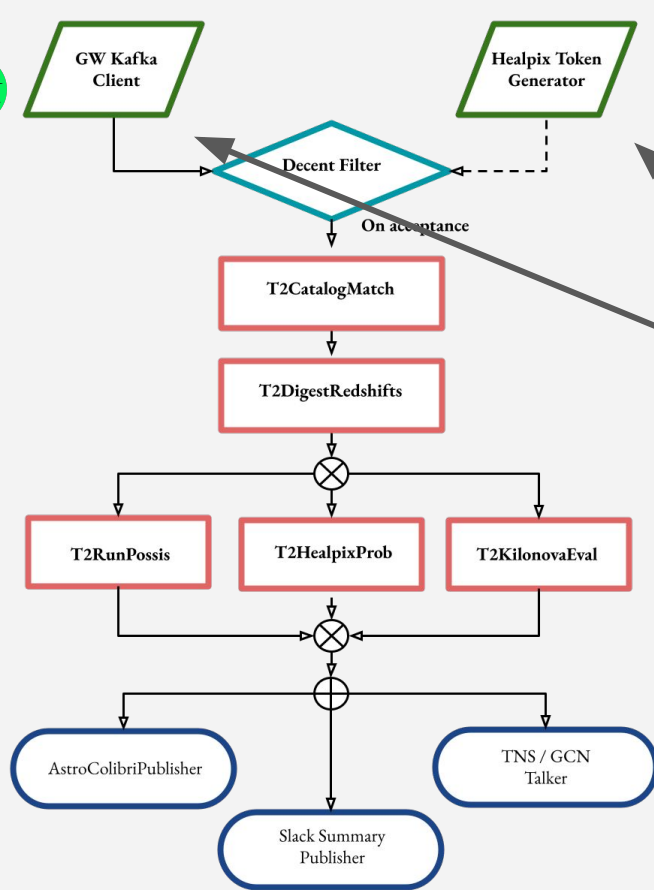 GW Kafka
Client
Healpix Token
Generator
Decent Filter
On acceptance
T2CatalogMatch
T2DigestRedshifts
T2RunPossis
T2HealpixProb
T2KilonovaEval
AstroColibriPublisher
TNS / GCN
Talker
Slack Summary
Publisher